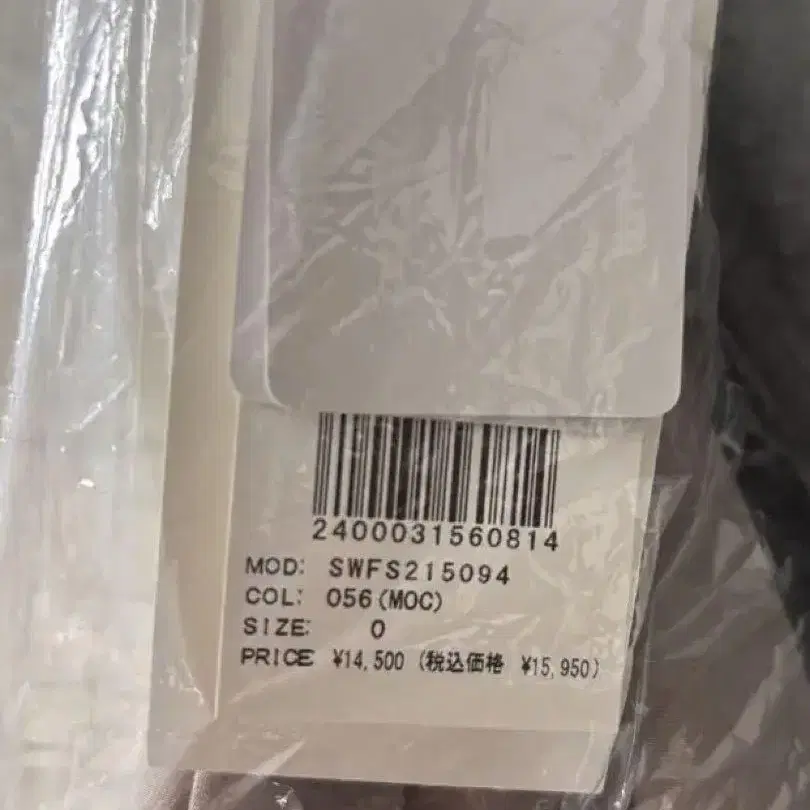 2400031560814
MOD: SWFS215094
COL: 056(MOC)
SIZE: 0
PRICE ¥14,500 (税込価格 ¥15,950)